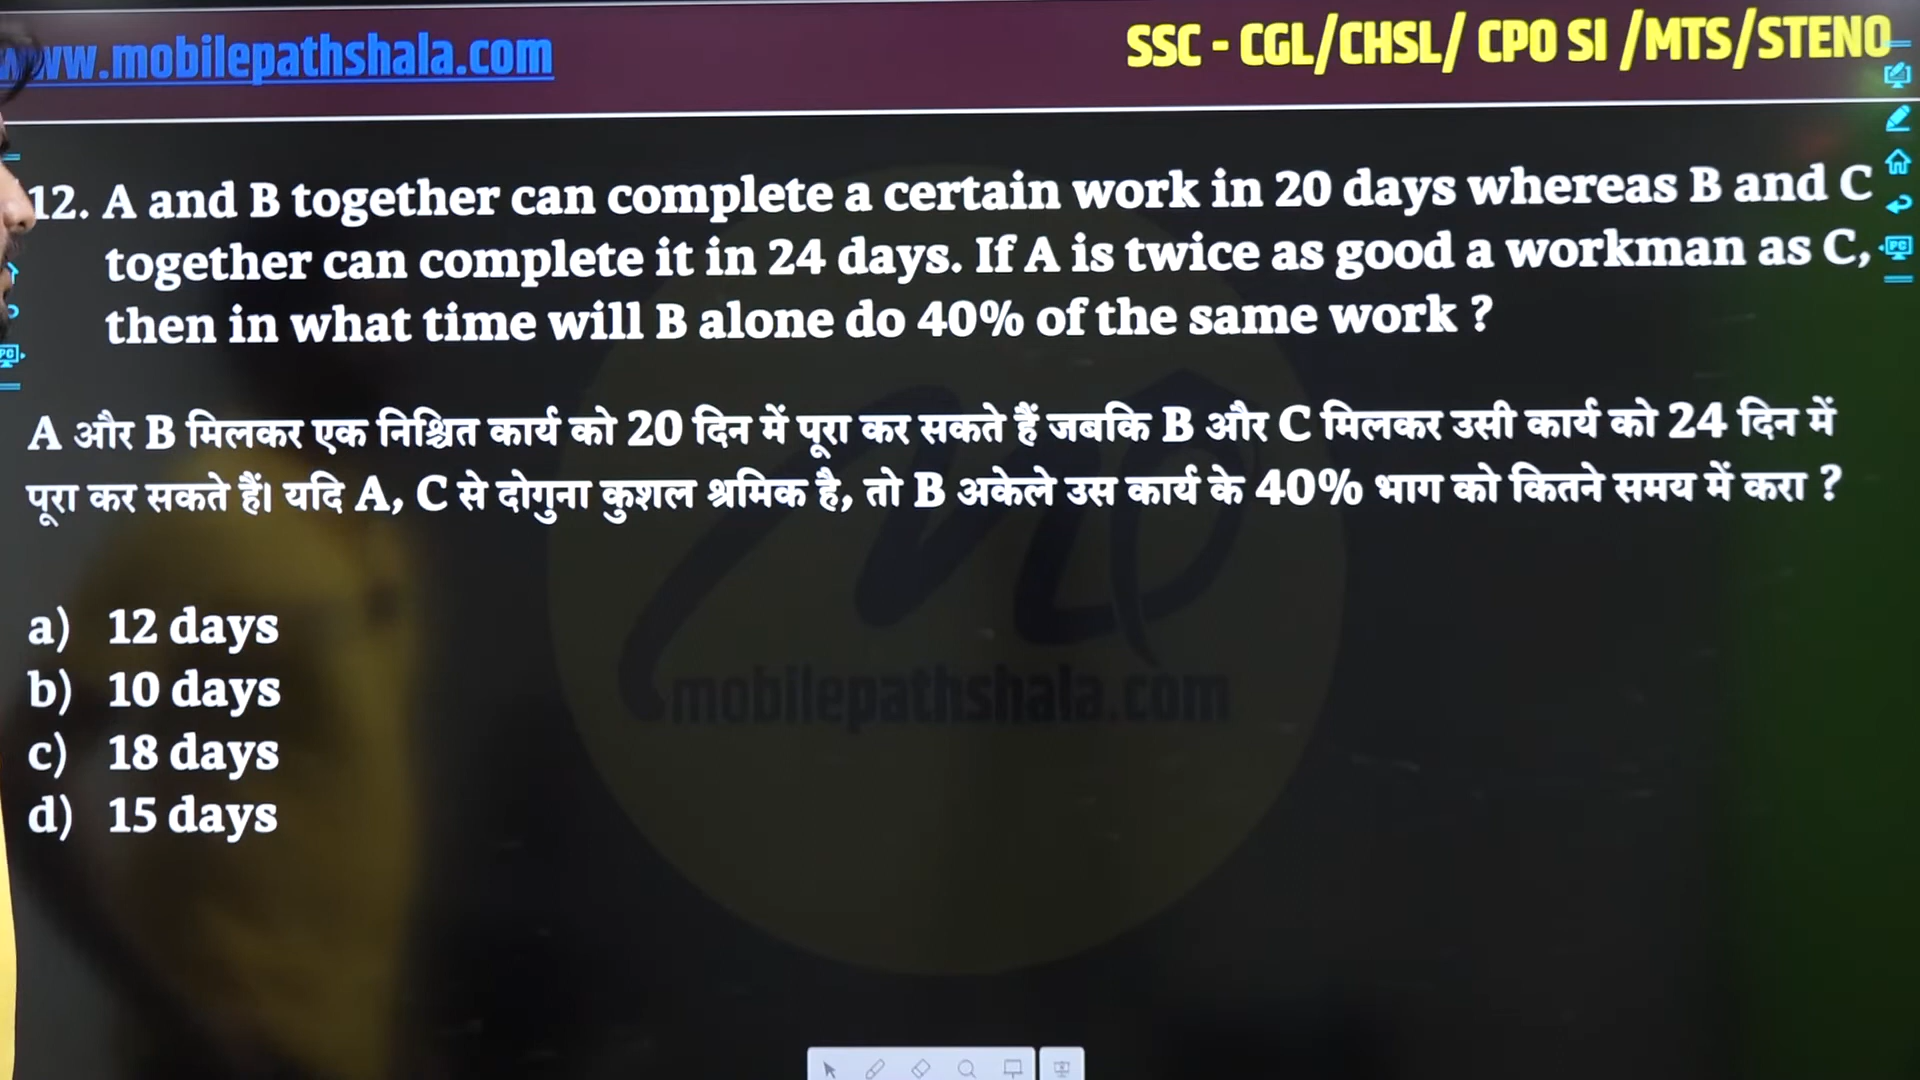 www.mobilepathshala.com
SSC - CGL/CHSL/ CPO SI /MTS/STENO
12. A and B together can complete a certain work in 20 days whereas B and C
together can complete it in 24 days. If A is twice as good a workman as C,
then in what time will B alone do 40% of the same work ?
A और B मिलकर एक निश्चित कार्य को 20 दिन में पूरा कर सकते हैं जबकि B और C मिलकर उसी कार्य को 24 दिन में
पूरा कर सकते हैं। यदि A, C से दोगुना कुशल श्रमिक है, तो B अकेले उस कार्य के 40% भाग को कितने समय में करा ?
a) 12 days
b) 10 days
c) 18 days
d) 15 days
mobilepathshala.com
PC
PC